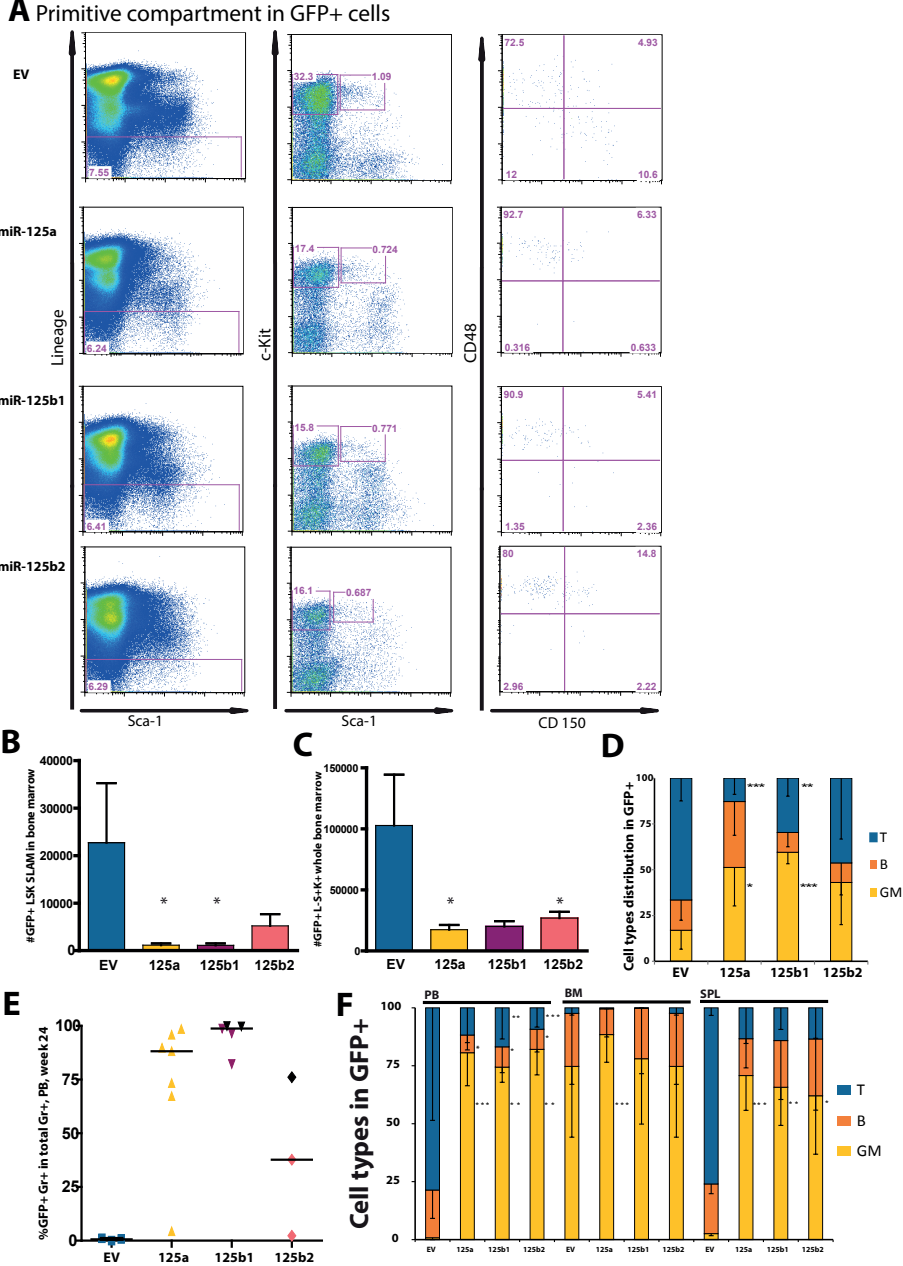 A Primitive compartment in GFP+ cells
EV
7.55
32.3
1.09
72.5
4.93
12
10.6
miR-125a
6.24
17.4
0.724
92.7
6.33
0.316
0.633
miR-125b1
6.41
15.8
0.771
90.9
5.41
1.35
2.36
miR-125b2
6.29
16.1
0.687
80
14.8
2.96
2.22
Lineage
c-Kit
CD48
Sca-1
Sca-1
CD 150
B
#GFP+ LSK SLAM in bone marrow
40000
30000
20000
10000
0
* *
EV 125a 125b1 125b2
C
#GFP+ L-S+K+ whole bone marrow
150000
100000
50000
0
* *
EV 125a 125b1 125b2
D
Cell types distribution in GFP+
100
75
50
25
0
*** **
* ***
EV 125a 125b1 125b2
T
B
GM
E
%GFP+ Gr+ in total Gr+, PB, week 24
100
75
50
25
0
EV 125a 125b1 125b2
F
Cell types in GFP+
PB BM SPL
100
75
50
25
0
EV 125a 125b1 125b2 EV 125a 125b1 125b2 EV 125a 125b1 125b2
** ***
* * *
*** ** ** *** *** ** *
T
B
GM